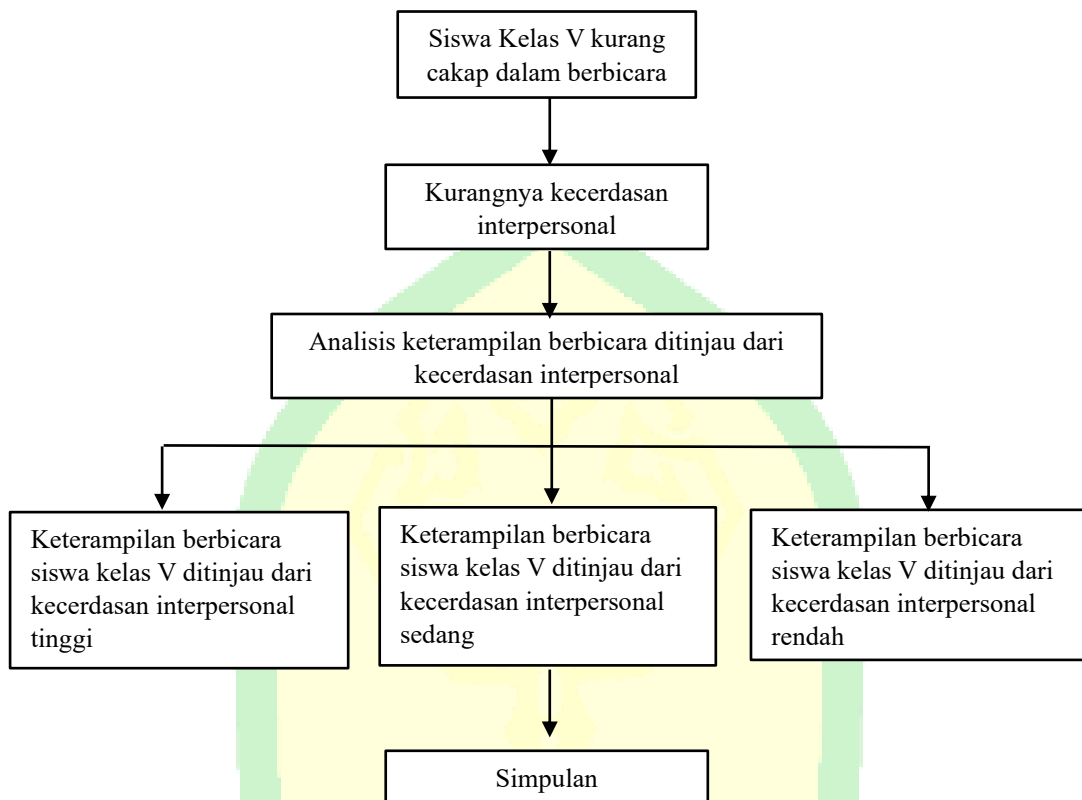 Siswa Kelas V kurang
cakap dalam berbicara
Kurangnya kecerdasan
interpersonal
Analisis keterampilan berbicara ditinjau dari
kecerdasan interpersonal
Keterampilan berbicara
siswa kelas V ditinjau dari
kecerdasan interpersonal
tinggi
Keterampilan berbicara
siswa kelas V ditinjau dari
kecerdasan interpersonal
sedang
Keterampilan berbicara
siswa kelas V ditinjau dari
kecerdasan interpersonal
rendah
Simpulan